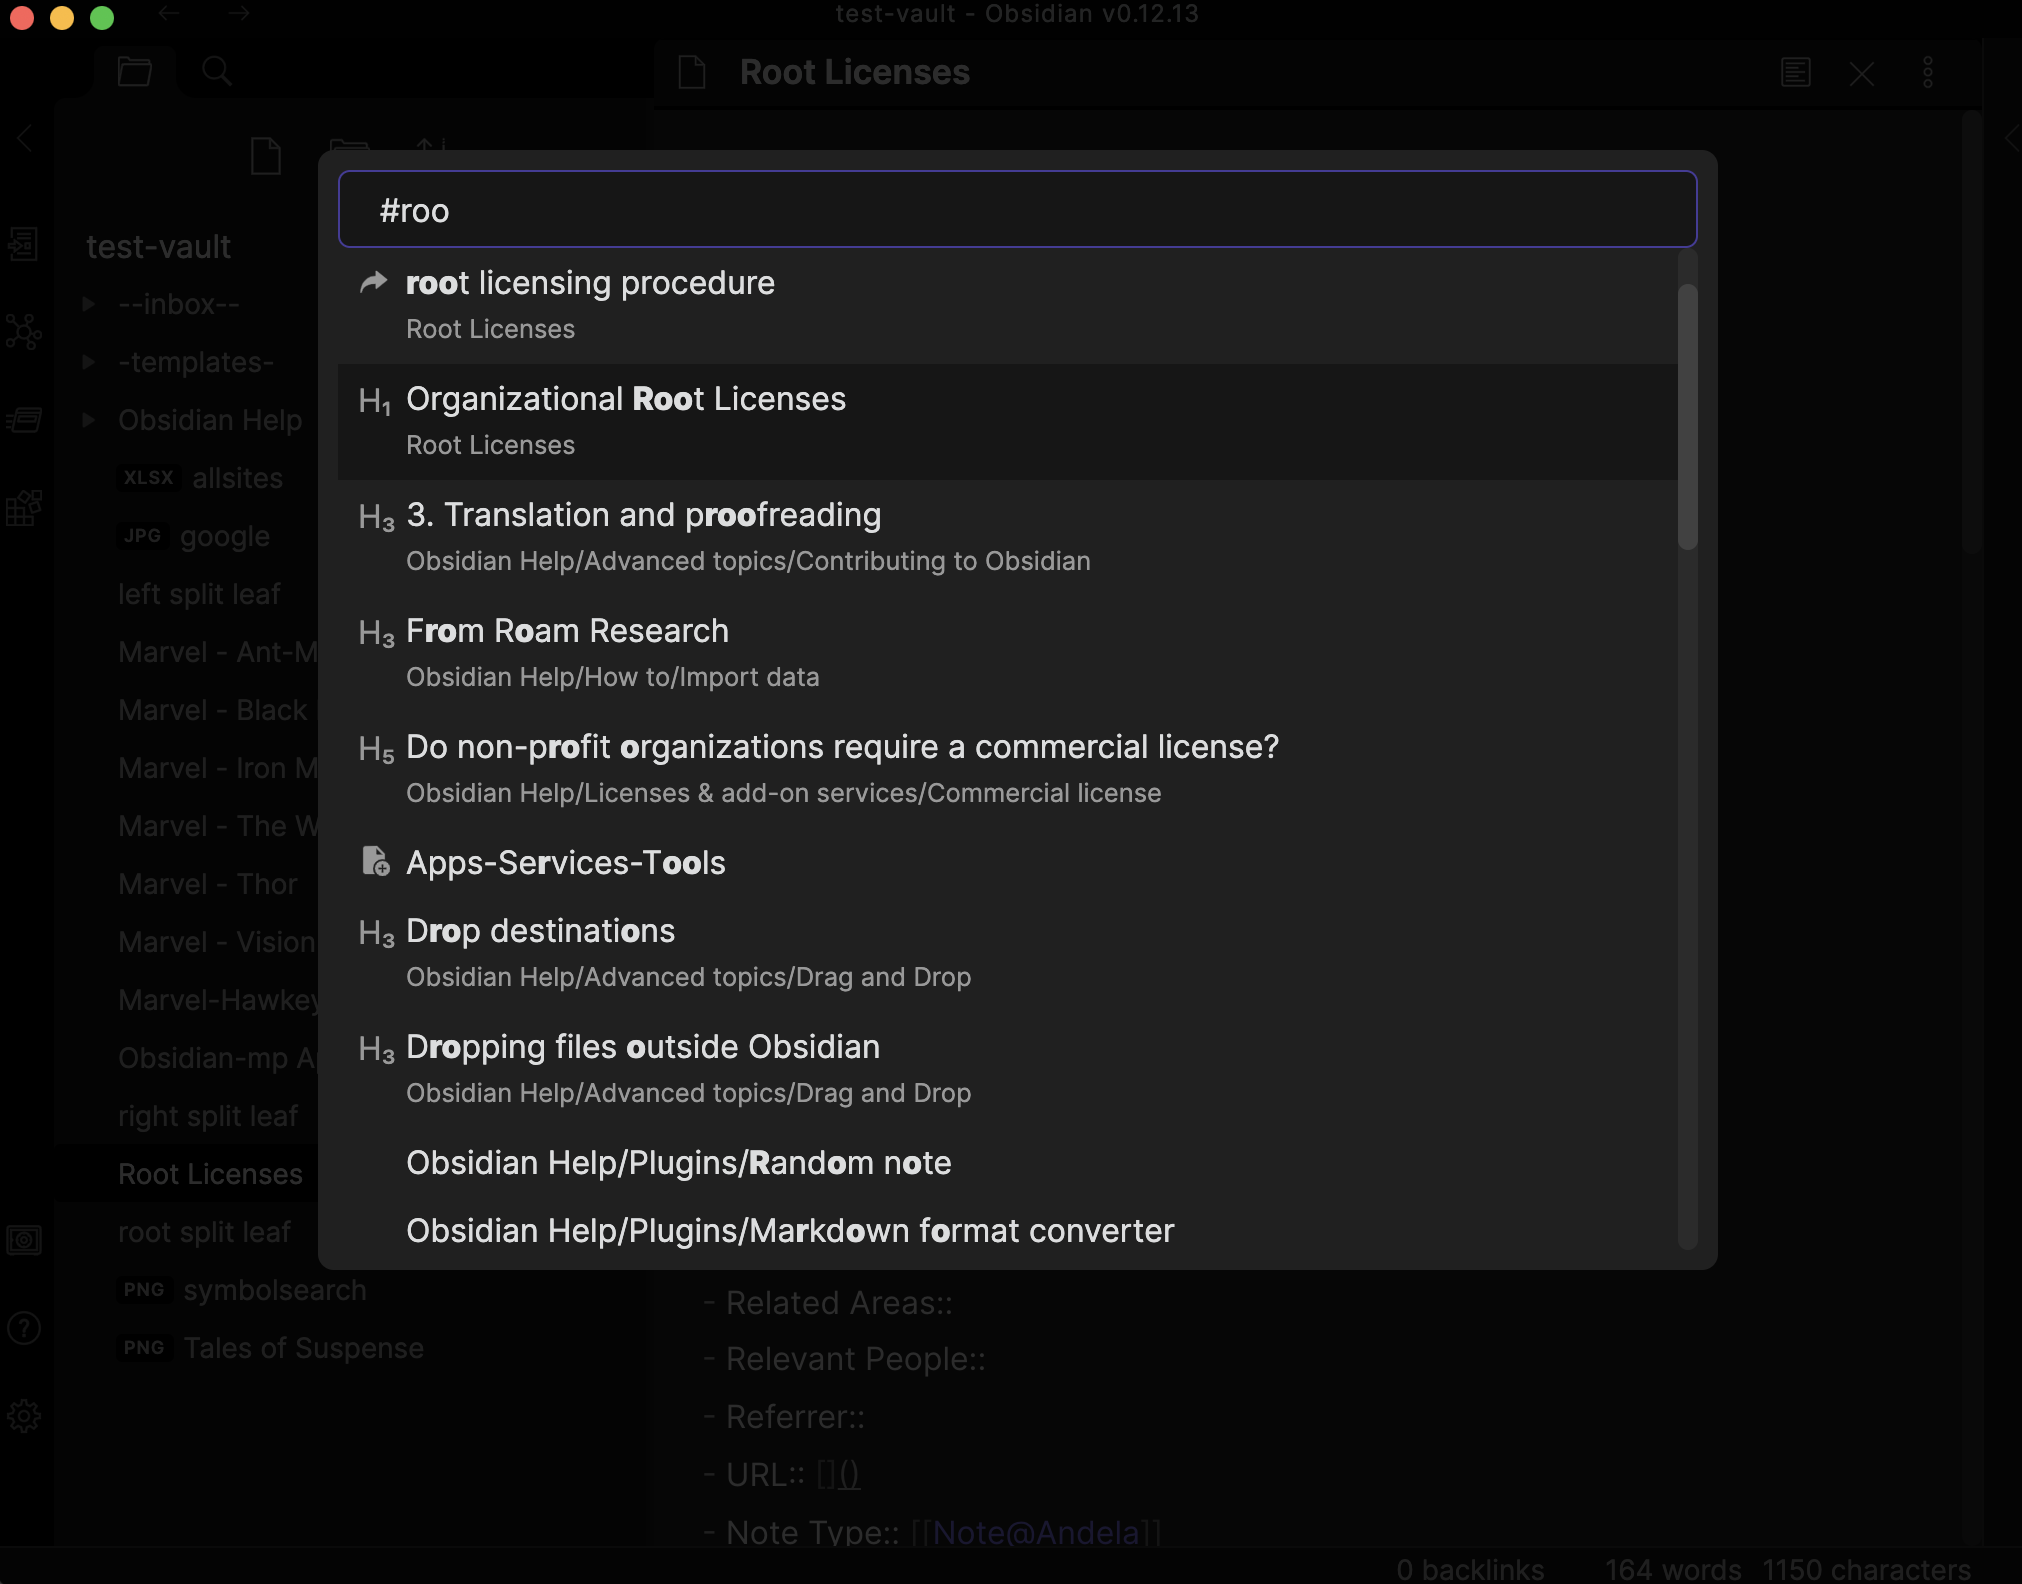 test-vault - Obsidian v0.12.13
Root Licenses
test-vault
--inbox--
-templates-
Obsidian Help
XLSX allsites
JPG google
left split leaf
Marvel - Ant-M
Marvel - Black
Marvel - Iron M
Marvel - The W
Marvel - Thor
Marvel - Vision
Marvel-Hawkey
Obsidian-mp A
right split leaf
Root Licenses
root split leaf
PNG symbolsearch
PNG Tales of Suspense
#roo
root licensing procedure
Root Licenses
H1 Organizational Root Licenses
Root Licenses
H3 3. Translation and proofreading
Obsidian Help/Advanced topics/Contributing to Obsidian
H3 From Roam Research
Obsidian Help/How to/Import data
H5 Do non-profit organizations require a commercial license?
Obsidian Help/Licenses & add-on services/Commercial license
Apps-Services-Tools
H3 Drop destinations
Obsidian Help/Advanced topics/Drag and Drop
H3 Dropping files outside Obsidian
Obsidian Help/Advanced topics/Drag and Drop
Obsidian Help/Plugins/Random note
Obsidian Help/Plugins/Markdown format converter
- Related Areas::
- Relevant People::
- Referrer::
- URL:: []()
- Note Type:: [[Note@Andela]]
0 backlinks 164 words 1150 characters